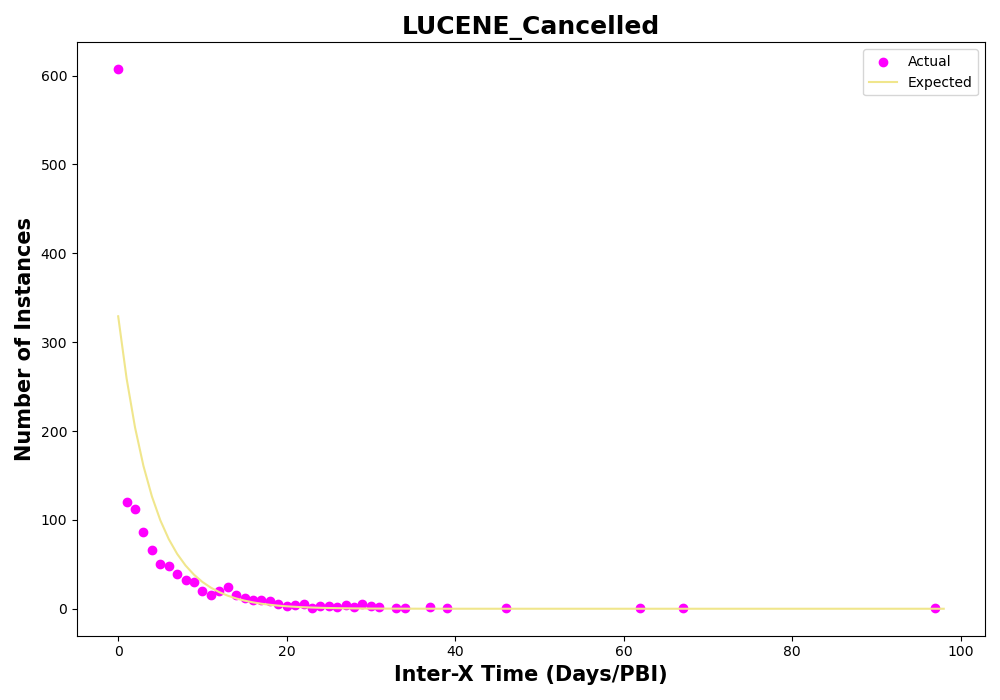 LUCENE_Cancelled
Actual
Expected
Number of Instances
600
500
400
300
200
100
0
0 20 40 60 80 100
Inter-X Time (Days/PBI)